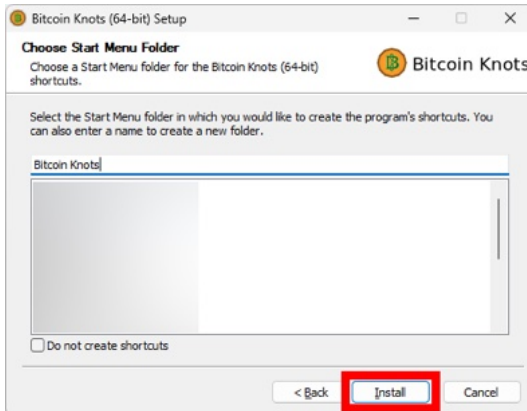 Bitcoin Knots (64-bit) Setup
Choose Start Menu Folder
Choose a Start Menu folder for the Bitcoin Knots (64-bit)
shortcuts.
Bitcoin Knots
Select the Start Menu folder in which you would like to create the program's shortcuts. You
can also enter a name to create a new folder.
Bitcoin Knots
Do not create shortcuts
< Back
Install
Cancel